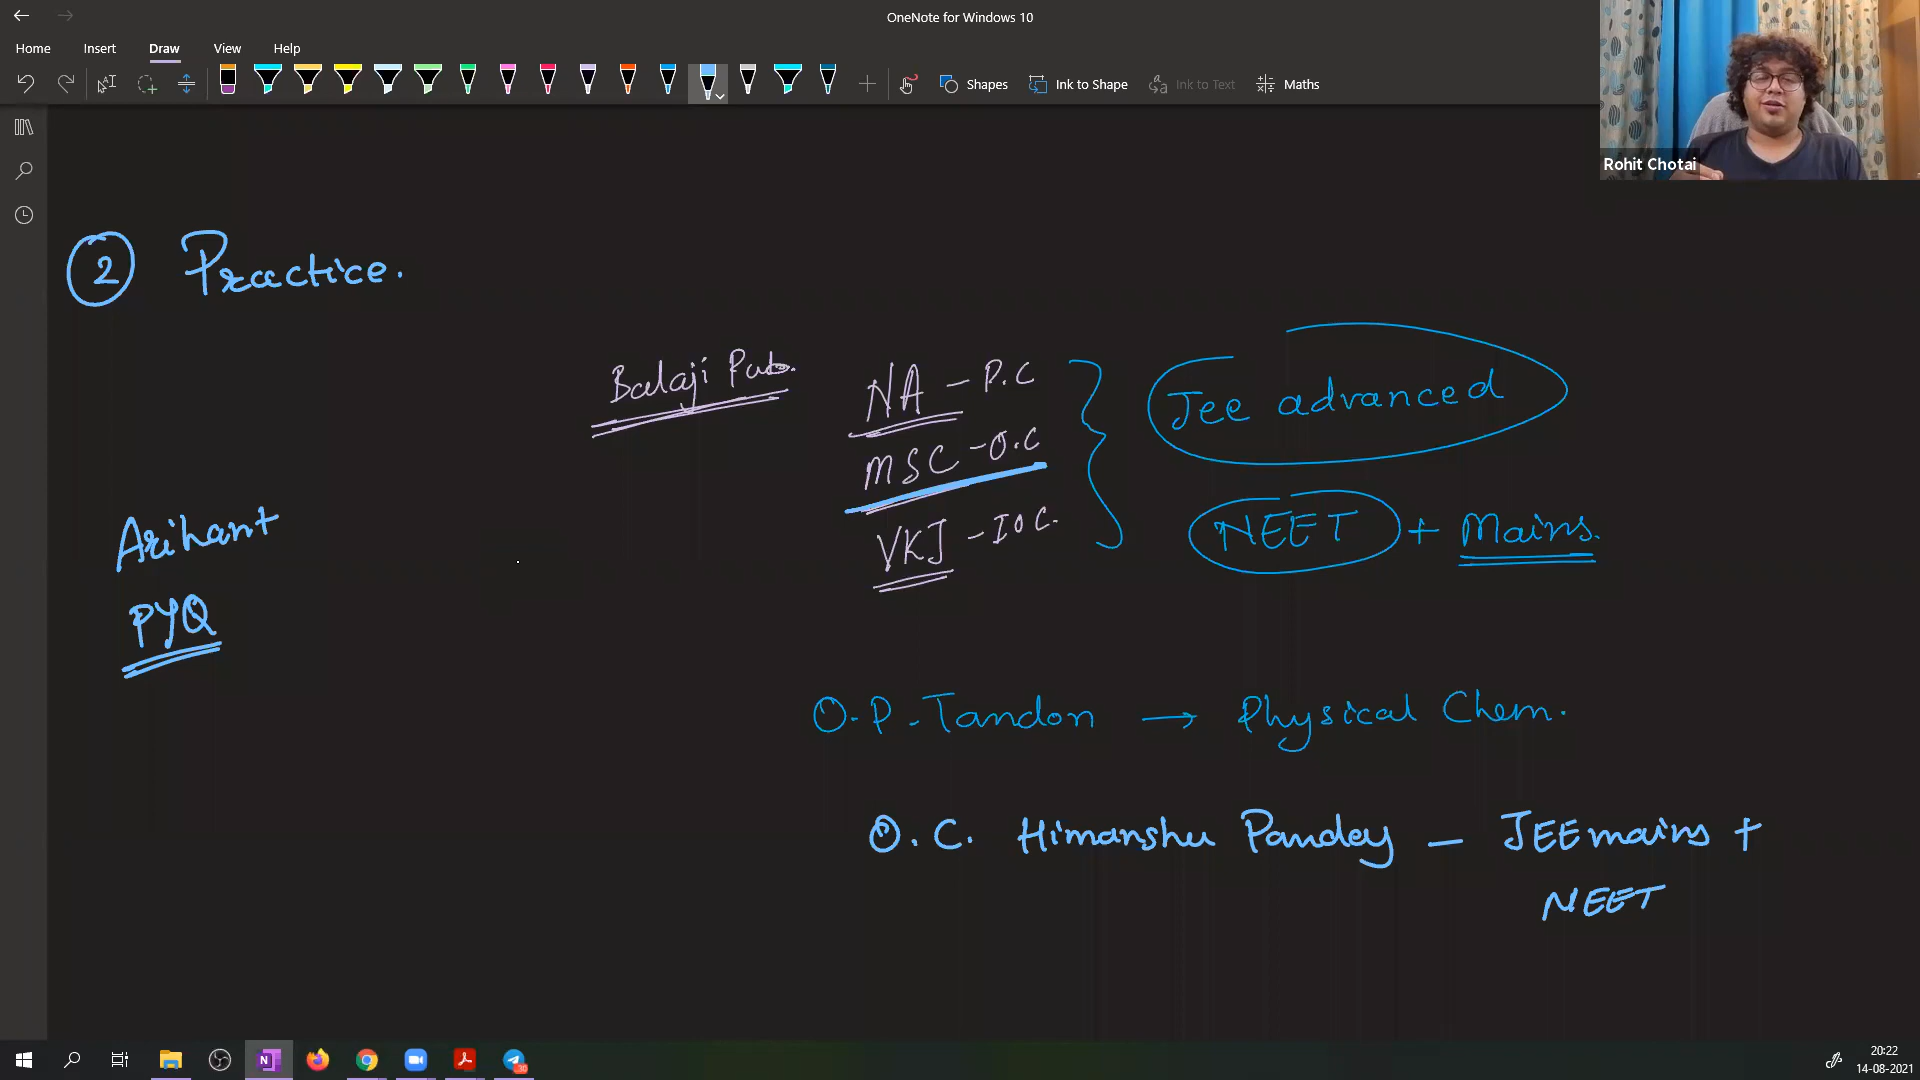 OneNote for Windows 10
Home Insert Draw View Help
Shapes Ink to Shape Ink to Text Maths
Rohit Chotai
2 Practice.
Balaji Pub. NA - P.C
MSC - O.C
VKJ - IOC.
Jee advanced
NEET + Mains.
Arihant
PYQ
O.P. Tandon → Physical Chem.
O.C. Himanshu Pandey - JEE mains +
NEET
30
20:22
14-08-2021